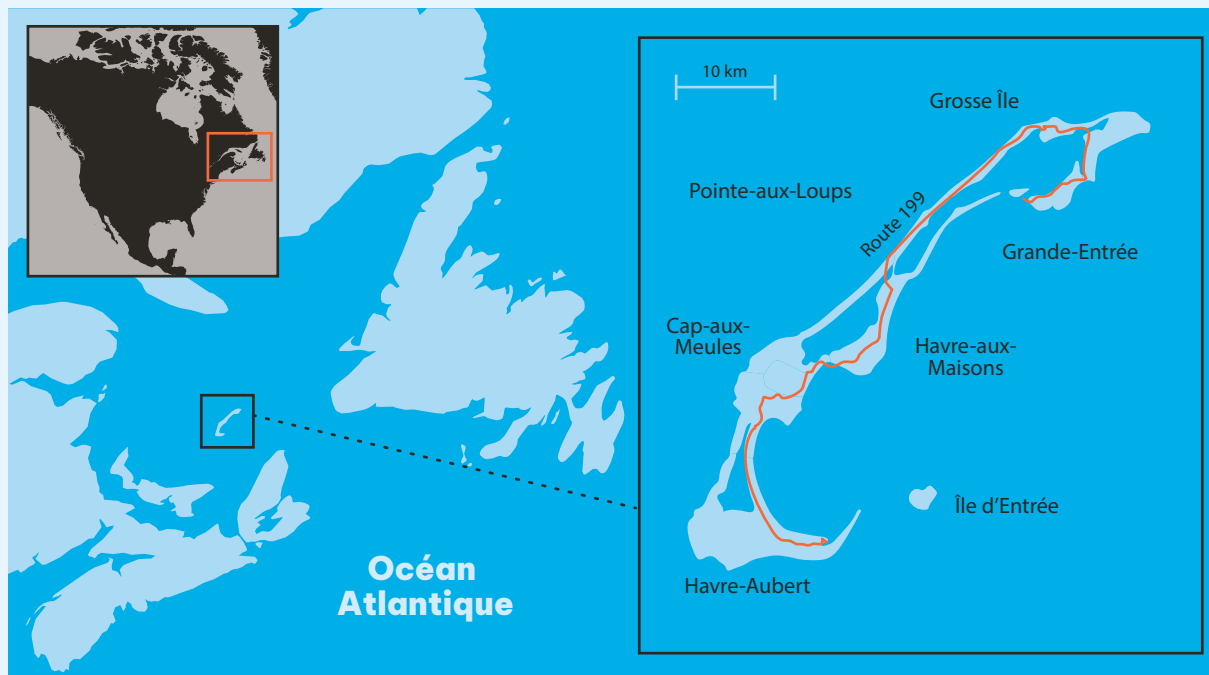 10 km
Grosse Île
Pointe-aux-Loups
Route 199
Grande-Entrée
Cap-aux-
Meules
Havre-aux-
Maisons
Île d'Entrée
Havre-Aubert
Océan
Atlantique